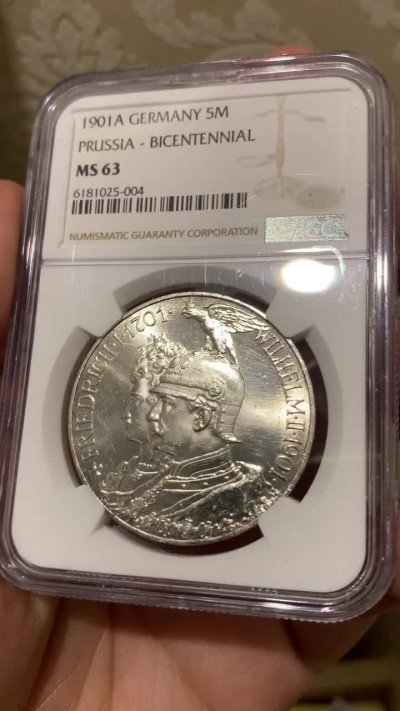 1901A GERMANY 5M
PRUSSIA - BICENTENNIAL
MS 63
6181025-004
NUMISMATIC GUARANTY CORPORATION
FRIEDRICH·I·1701· WILHELM·II·1901·